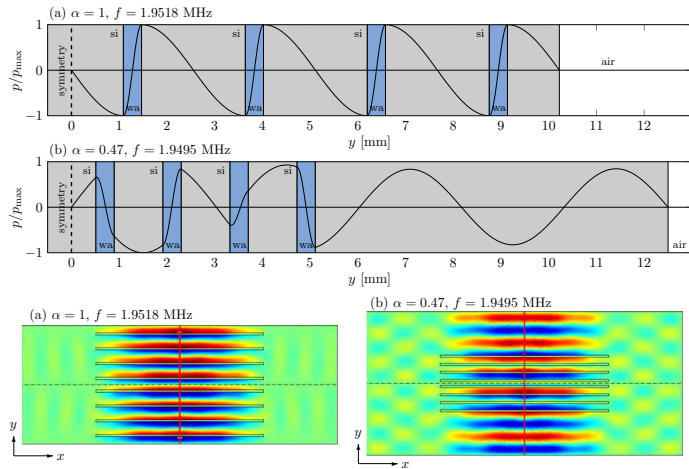 (a) α = 1, f = 1.9518 MHz
p/pmax
1
0
−1
symmetry
si
wa
si
wa
si
wa
si
wa
air
0 1 2 3 4 5 6 7 8 9 10 11 12
y [mm]
(b) α = 0.47, f = 1.9495 MHz
p/pmax
1
0
−1
symmetry
si
wa
si
wa
si
wa
si
wa
air
0 1 2 3 4 5 6 7 8 9 10 11 12
y [mm]
(a) α = 1, f = 1.9518 MHz
y
x
(b) α = 0.47, f = 1.9495 MHz
y
x